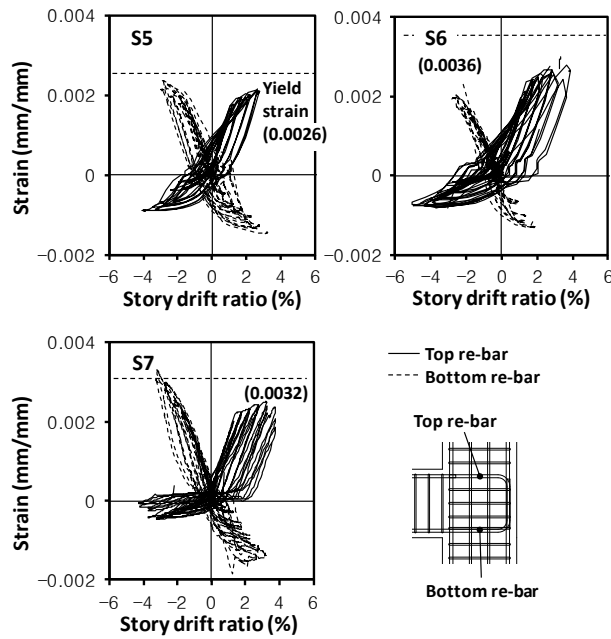 S5
Yield
strain
(0.0026)
0.004
0.002
0
−0.002
Strain (mm/mm)
−6 −4 −2 0 2 4 6
Story drift ratio (%)
S6
(0.0036)
0.004
0.002
0
−0.002
−6 −4 −2 0 2 4 6
Story drift ratio (%)
S7
(0.0032)
0.004
0.002
0
−0.002
Strain (mm/mm)
−6 −4 −2 0 2 4 6
Story drift ratio (%)
Top re-bar
Bottom re-bar
Top re-bar
Bottom re-bar